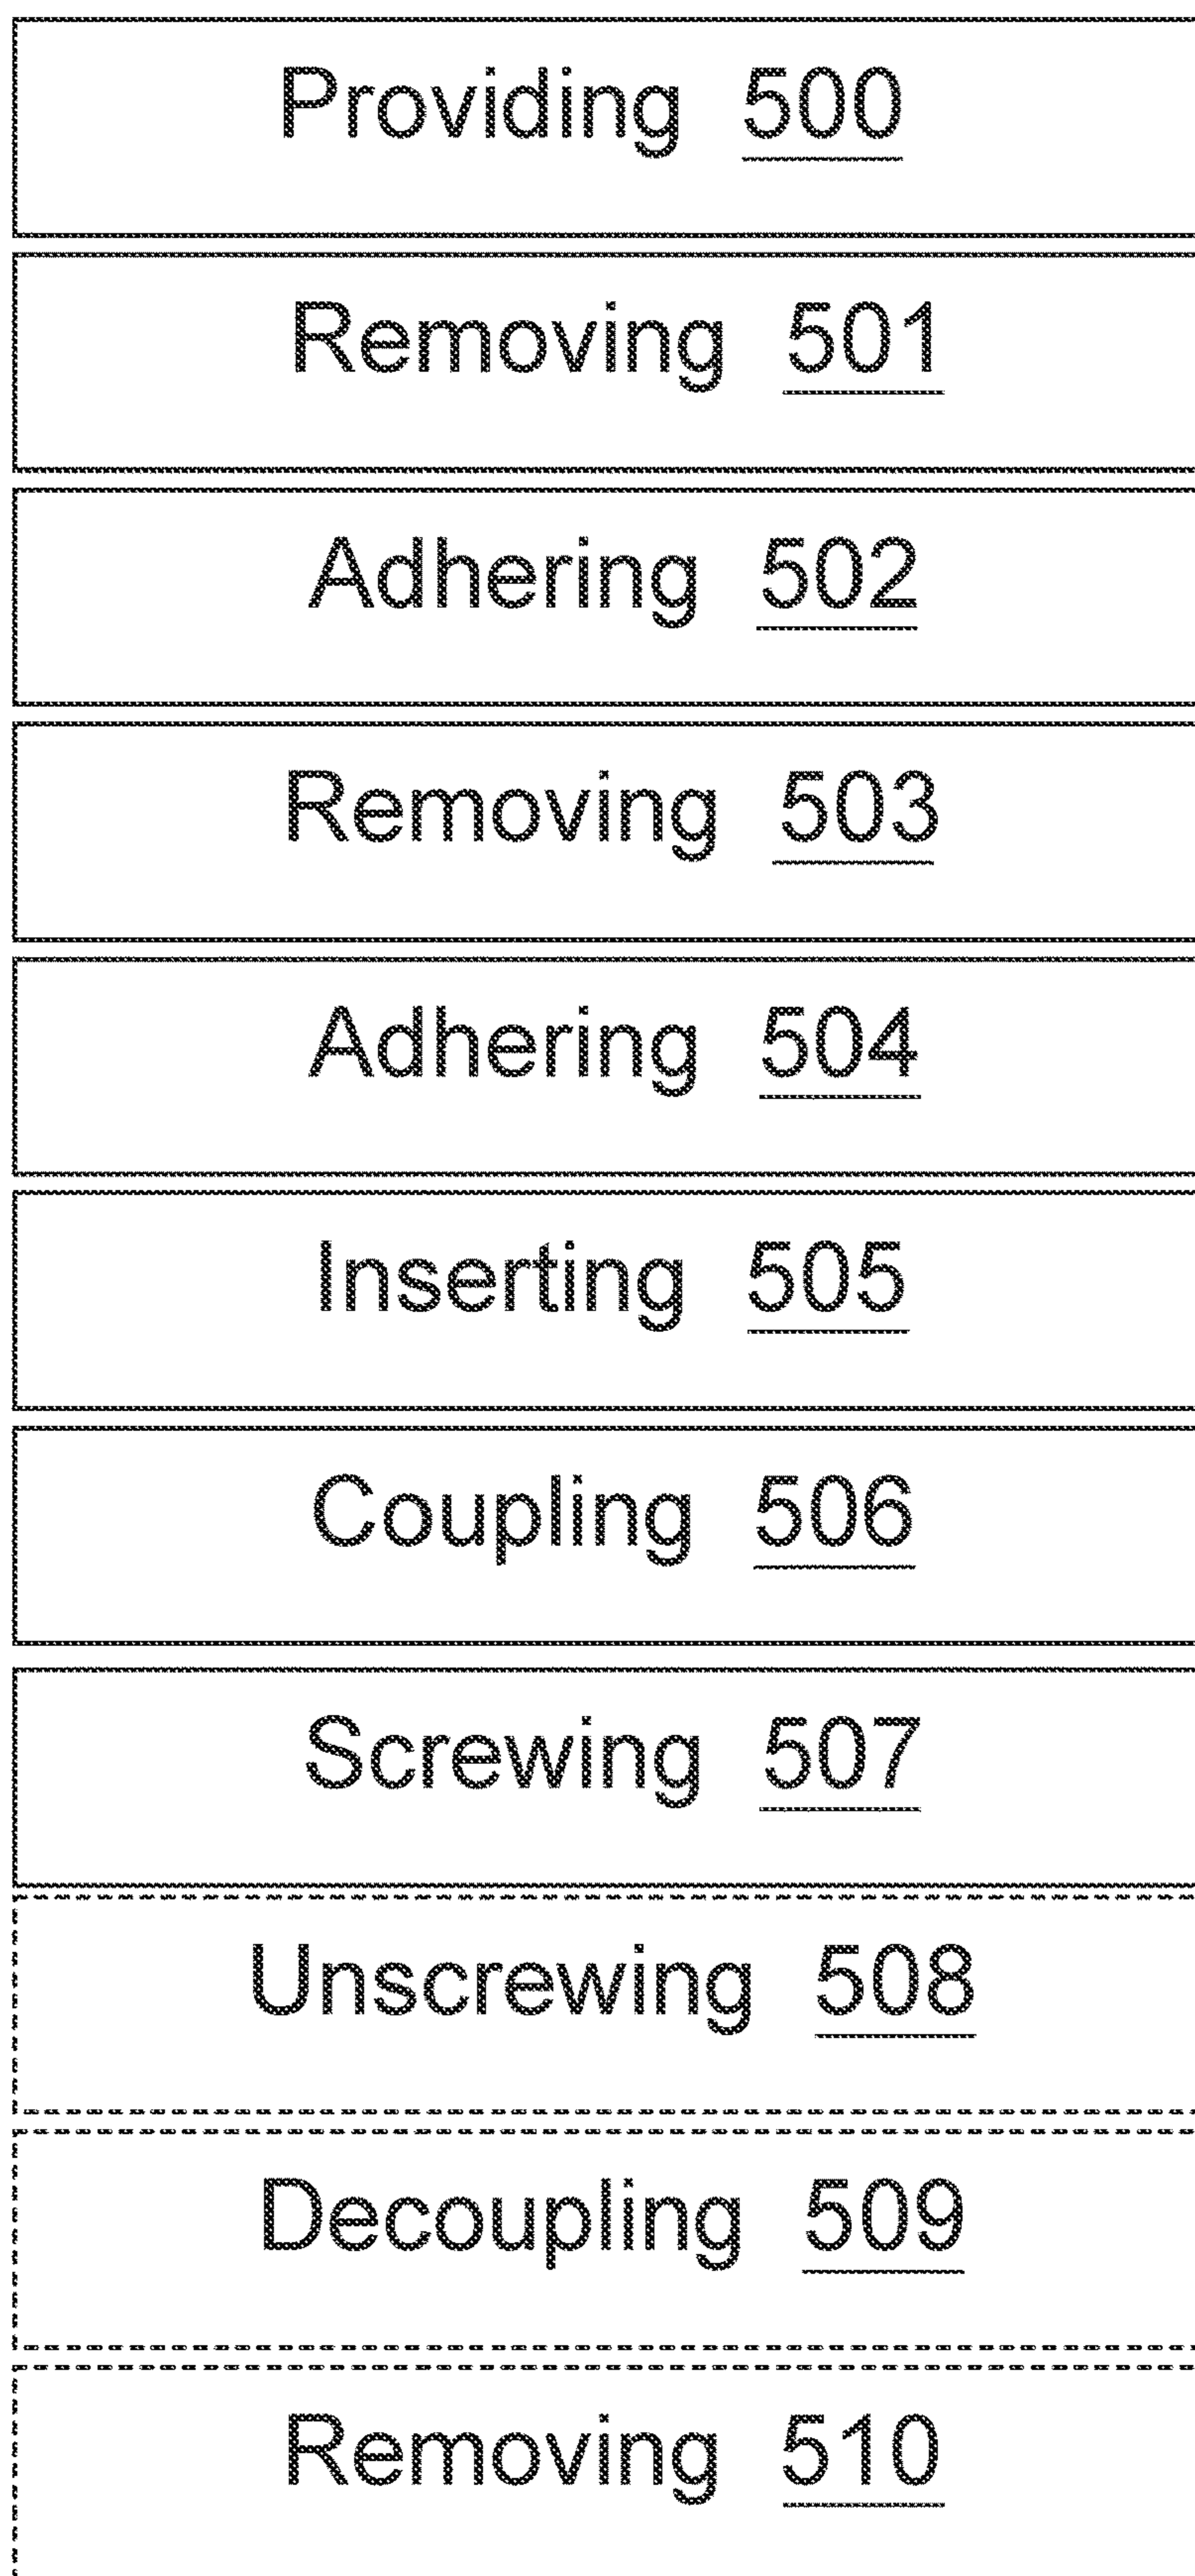 Providing 500
Removing 501
Adhering 502
Removing 503
Adhering 504
Inserting 505
Coupling 506
Screwing 507
Unscrewing 508
Decoupling 509
Removing 510